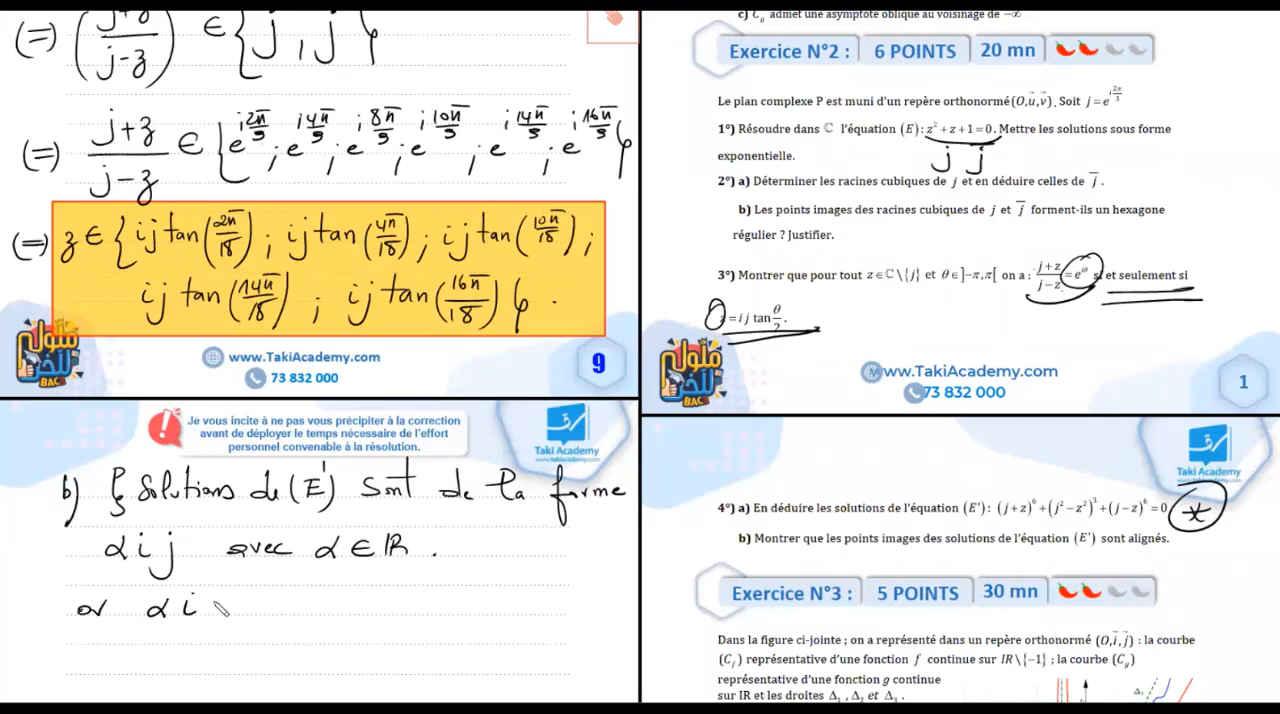 (=) (j+z / j-z) ∈ { j , j }
(=) j+z / j-z ∈ { e^{i2π/9} ; e^{i4π/9} ; e^{i8π/9} ; e^{i10π/9} ; e^{i14π/9} ; e^{i16π/9} }
(=) z ∈ { ij tan(2π/18) ; ij tan(4π/18) ; ij tan(10π/18) ;
ij tan(14π/18) ; ij tan(16π/18) } .
BAC
www.TakiAcademy.com
73 832 000
9
Je vous incite à ne pas vous précipiter à la correction
avant de déployer le temps nécessaire de l'effort
personnel convenable à la résolution.
Taki Academy
www.takiacademy.com
b) solutions de (E') sont de la forme
α i j avec α ∈ IR .
or α i
c) C_g admet une asymptote oblique au voisinage de −∞
Exercice N°2 : 6 POINTS 20 mn
Le plan complexe P est muni d'un repère orthonormé (O,u,v). Soit j = e^{i2π/3}
1°) Résoudre dans ℂ l'équation (E) : z² + z + 1 = 0. Mettre les solutions sous forme
exponentielle.
j j
2°) a) Déterminer les racines cubiques de j et en déduire celles de j̅ .
b) Les points images des racines cubiques de j et j̅ forment-ils un hexagone
régulier ? Justifier.
3°) Montrer que pour tout z ∈ ℂ \ {j} et θ ∈ ]−π,π[ on a : j+z / j−z = e^{iθ} si et seulement si
z = i j tan θ/2 .
BAC
www.TakiAcademy.com
73 832 000
1
Taki Academy
www.takiacademy.com
4°) a) En déduire les solutions de l'équation (E') : (j+z)⁶ + (j² − z²)³ + (j−z)⁶ = 0 *
b) Montrer que les points images des solutions de l'équation (E') sont alignés.
Exercice N°3 : 5 POINTS 30 mn
Dans la figure ci-jointe ; on a représenté dans un repère orthonormé (O,i,j) : la courbe
(C_f) représentative d'une fonction f continue sur IR \ {−1} ; la courbe (C_g)
représentative d'une fonction g continue
sur IR et les droites Δ₁ , Δ₂ et Δ₃ .